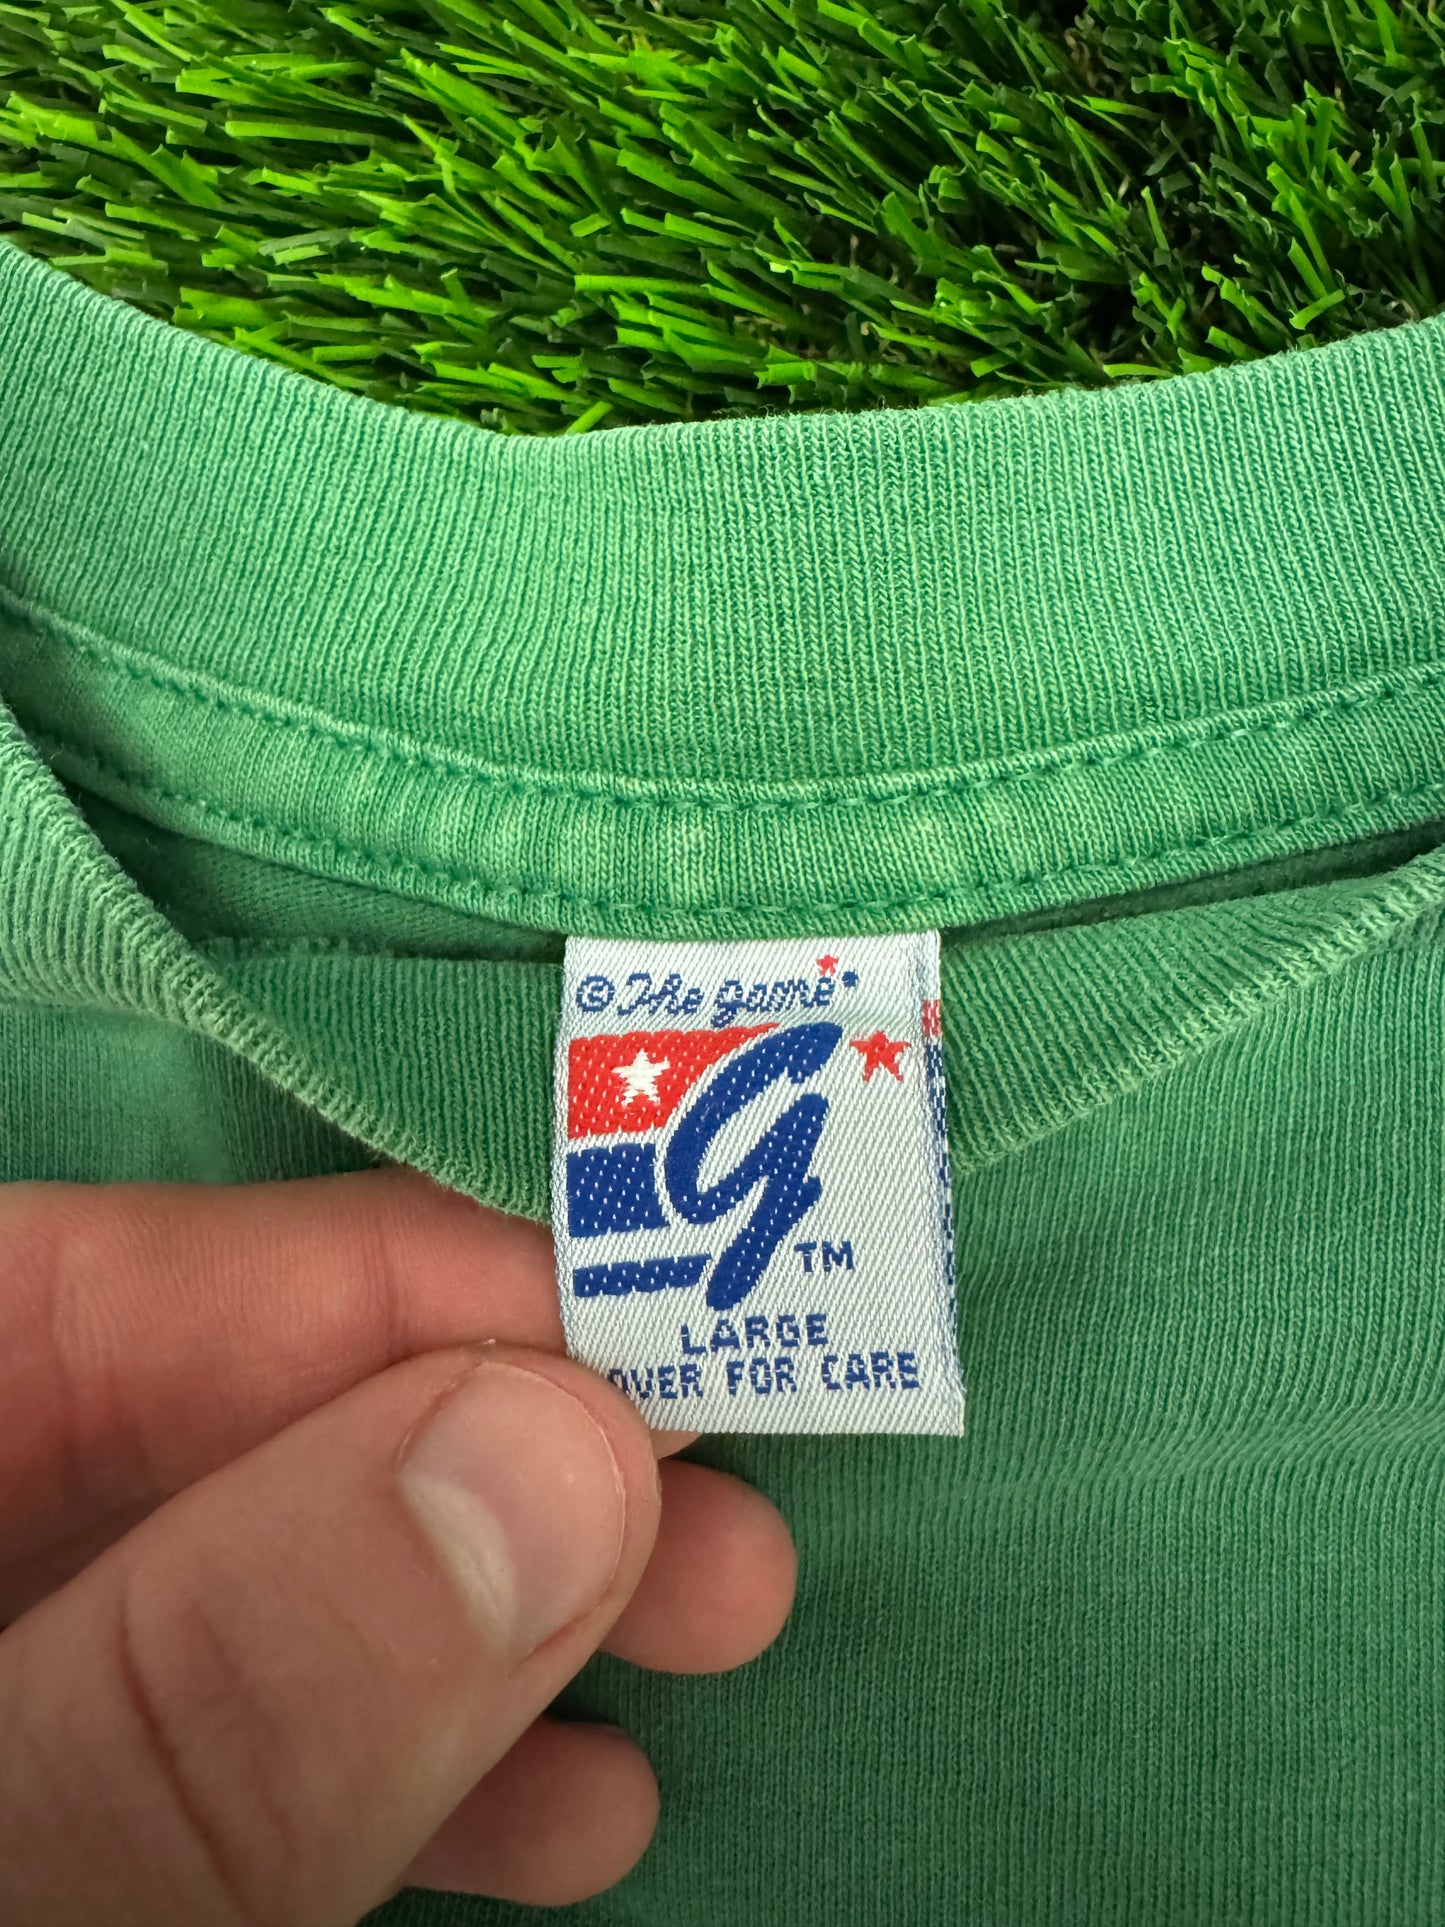 ©The game
G
TM
LARGE
OVER FOR CARE